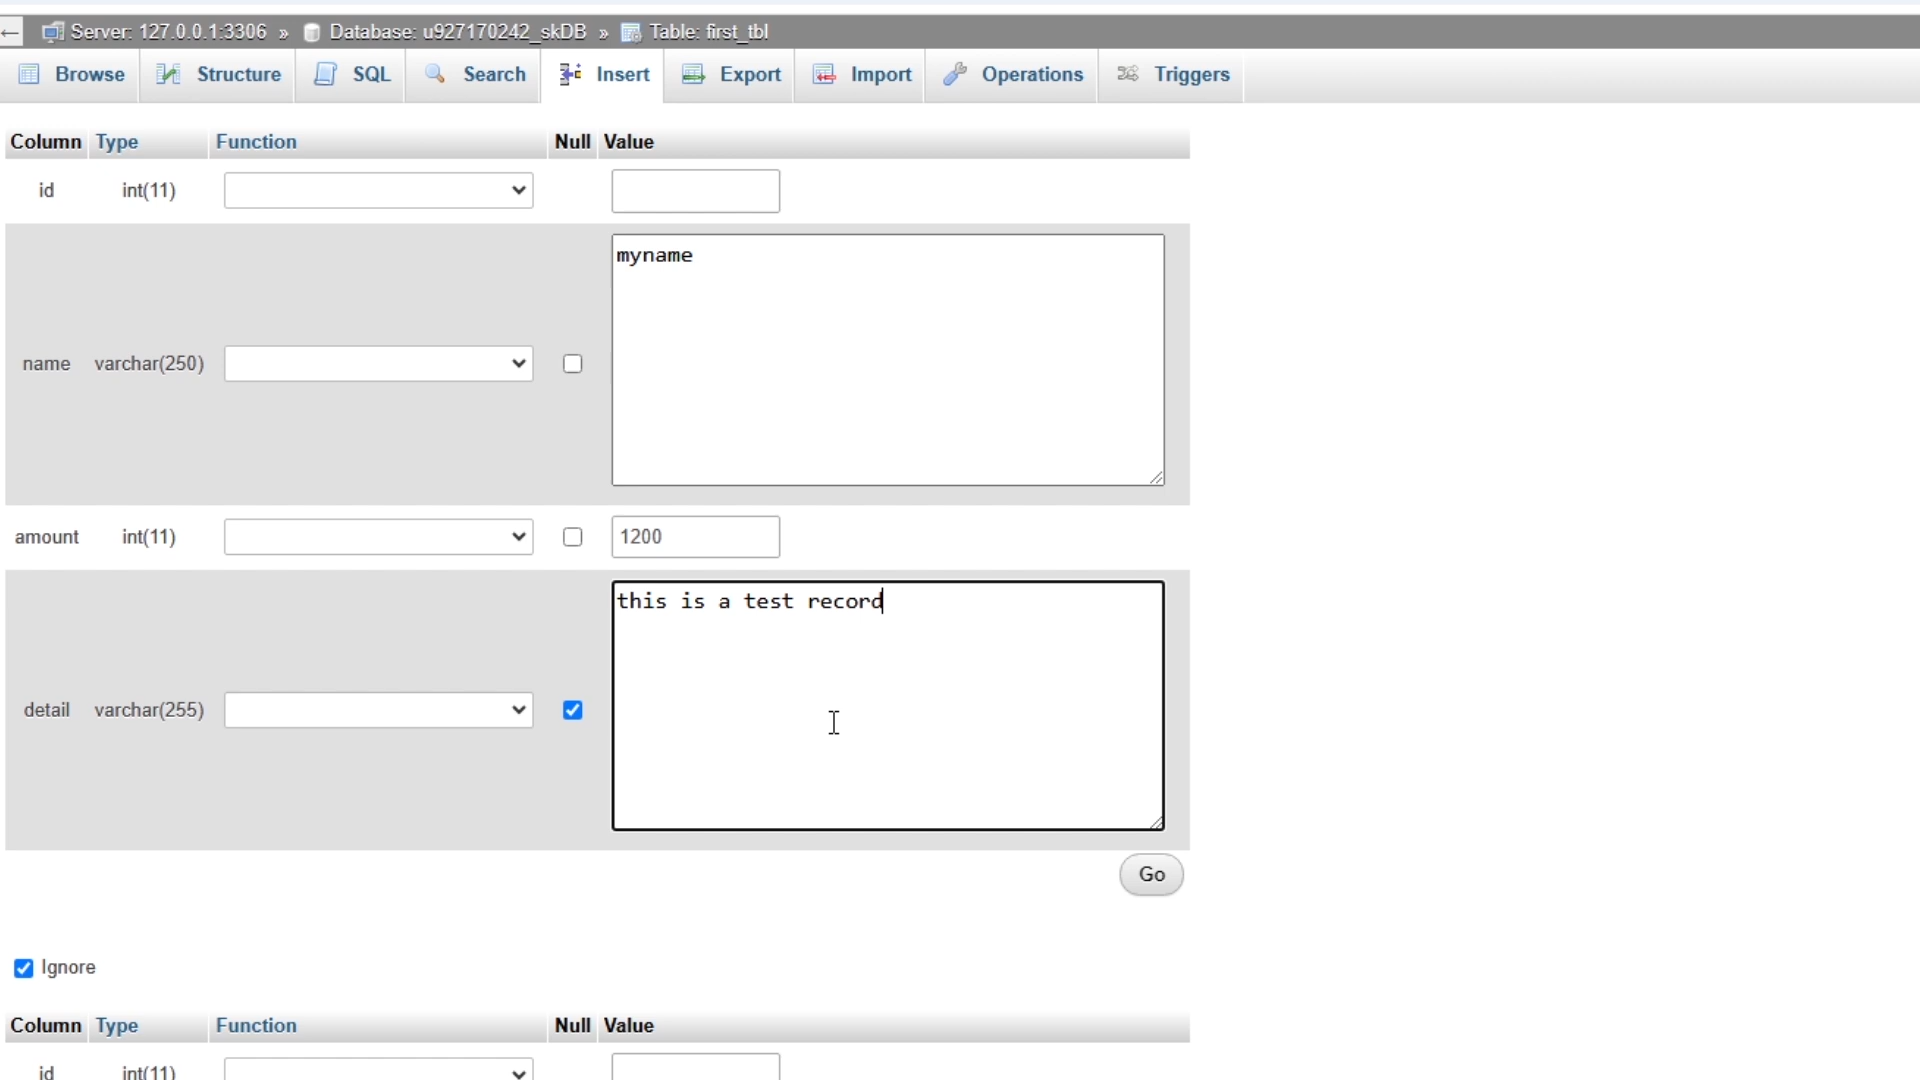 Server: 127.0.0.1:3306 » Database: u927170242_skDB » Table: first_tbl
Browse Structure SQL Search Insert Export Import Operations Triggers
Column Type Function Null Value
id int(11)
name varchar(250) myname
amount int(11) 1200
detail varchar(255) this is a test record
Go
Ignore
Column Type Function Null Value
id int(11)